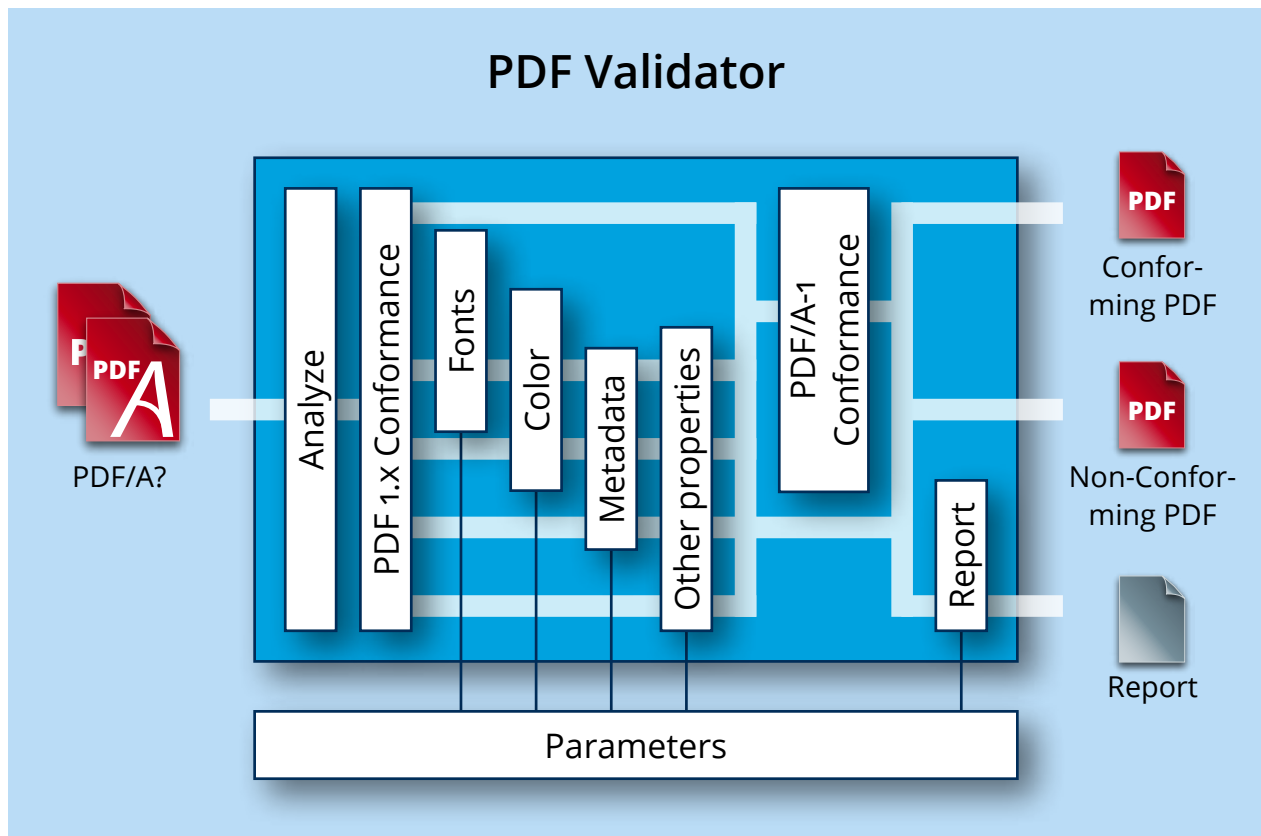 PDF Validator
P
PDF
A
PDF/A?
Analyze
PDF 1.x Conformance
Fonts
Color
Metadata
Other properties
PDF/A-1
Conformance
Report
Parameters
PDF
Confor-
ming PDF
PDF
Non-Confor-
ming PDF
Report